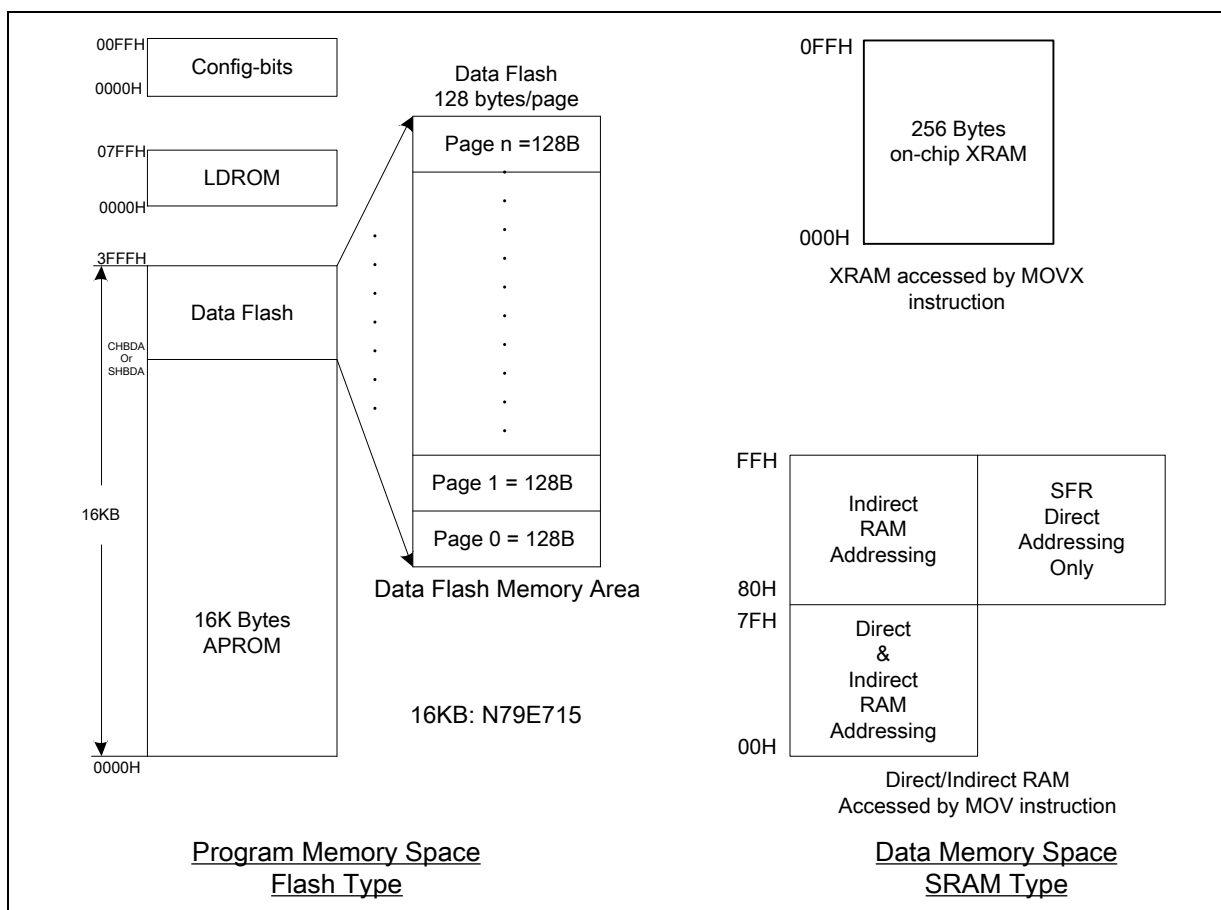 00FFH
Config-bits
0000H
07FFH
LDROM
0000H
3FFFH
Data Flash
CHBDA
Or
SHBDA
16KB
16K Bytes
APROM
0000H
Data Flash
128 bytes/page
Page n =128B
Page 1 = 128B
Page 0 = 128B
Data Flash Memory Area
16KB: N79E715
Program Memory Space
Flash Type
0FFH
256 Bytes
on-chip XRAM
000H
XRAM accessed by MOVX
instruction
FFH
Indirect
RAM
Addressing
SFR
Direct
Addressing
Only
80H
7FH
Direct
&
Indirect
RAM
Addressing
00H
Direct/Indirect RAM
Accessed by MOV instruction
Data Memory Space
SRAM Type